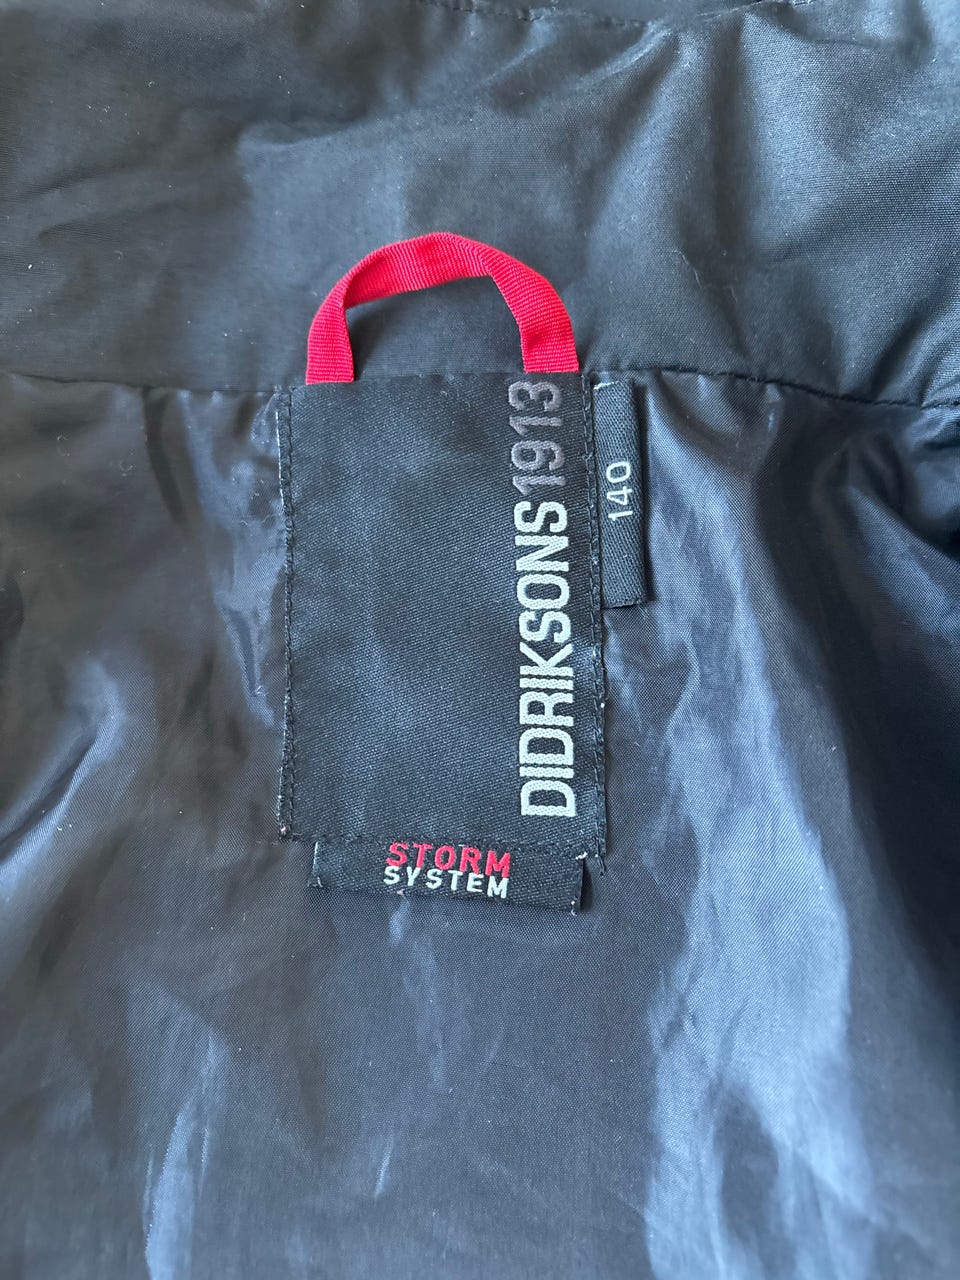 DIDRIKSONS1913
140
STORM
SYSTEM